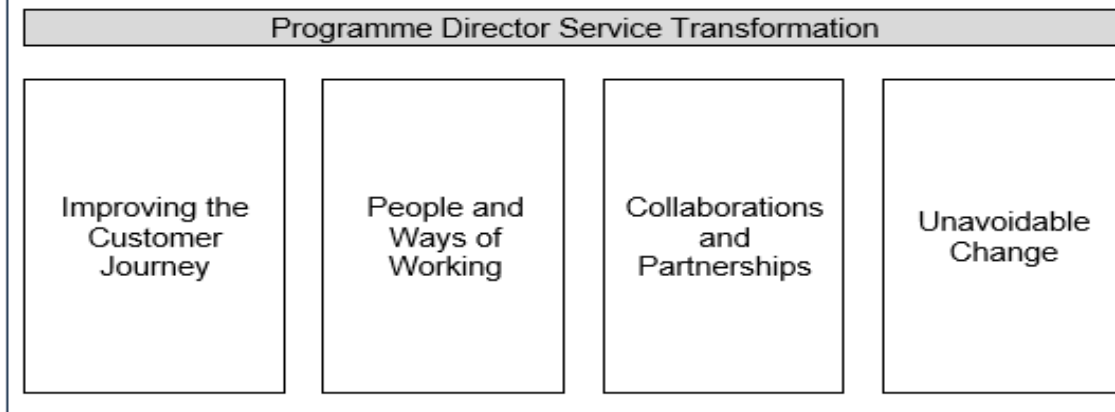 Programme Director Service Transformation
Improving the
Customer
Journey
People and
Ways of
Working
Collaborations
and
Partnerships
Unavoidable
Change